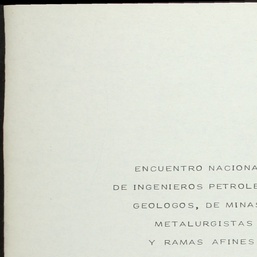 ENCUENTRO NACIONA
DE INGENIEROS PETROLE
GEOLOGOS, DE MINAS
METALURGISTAS
Y RAMAS AFINES